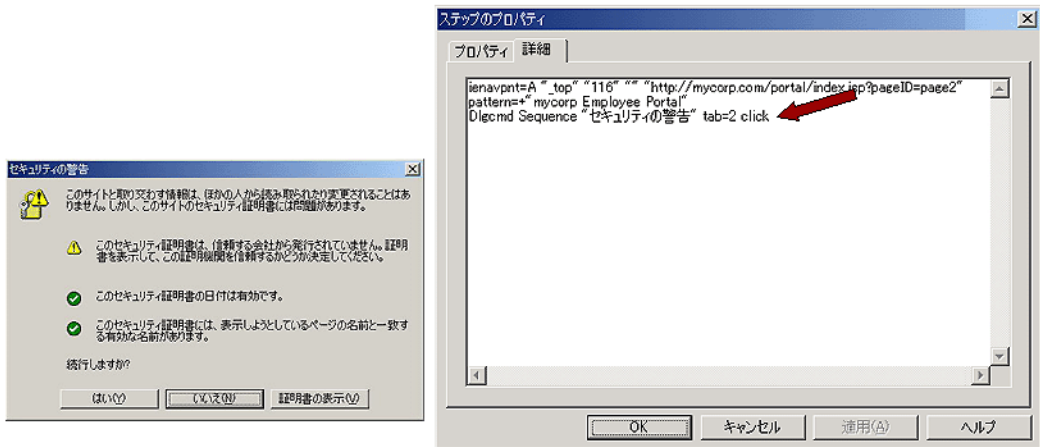 セキュリティの警告
このサイトと取り交わす情報は、ほかの人から読み取られたり変更されることはあ
りません。しかし、このサイトのセキュリティ証明書には問題があります。
このセキュリティ証明書は、信頼する会社から発行されていません。証明
書を表示して、この証明機関を信頼するかどうか決定してください。
このセキュリティ証明書の日付は有効です。
このセキュリティ証明書には、表示しようとしているページの名前と一致す
る有効な名前があります。
続行しますか?
はい(Y)
いいえ(N)
証明書の表示(V)
ステップのプロパティ
プロパティ
詳細
ienavpnt=A "_top" "116" "" "http://mycorp.com/portal/index.jsp?pageID=page2"
pattern=+"mycorp Employee Portal"
Dlgcmd Sequence "セキュリティの警告" tab=2 click
OK
キャンセル
適用(A)
ヘルプ